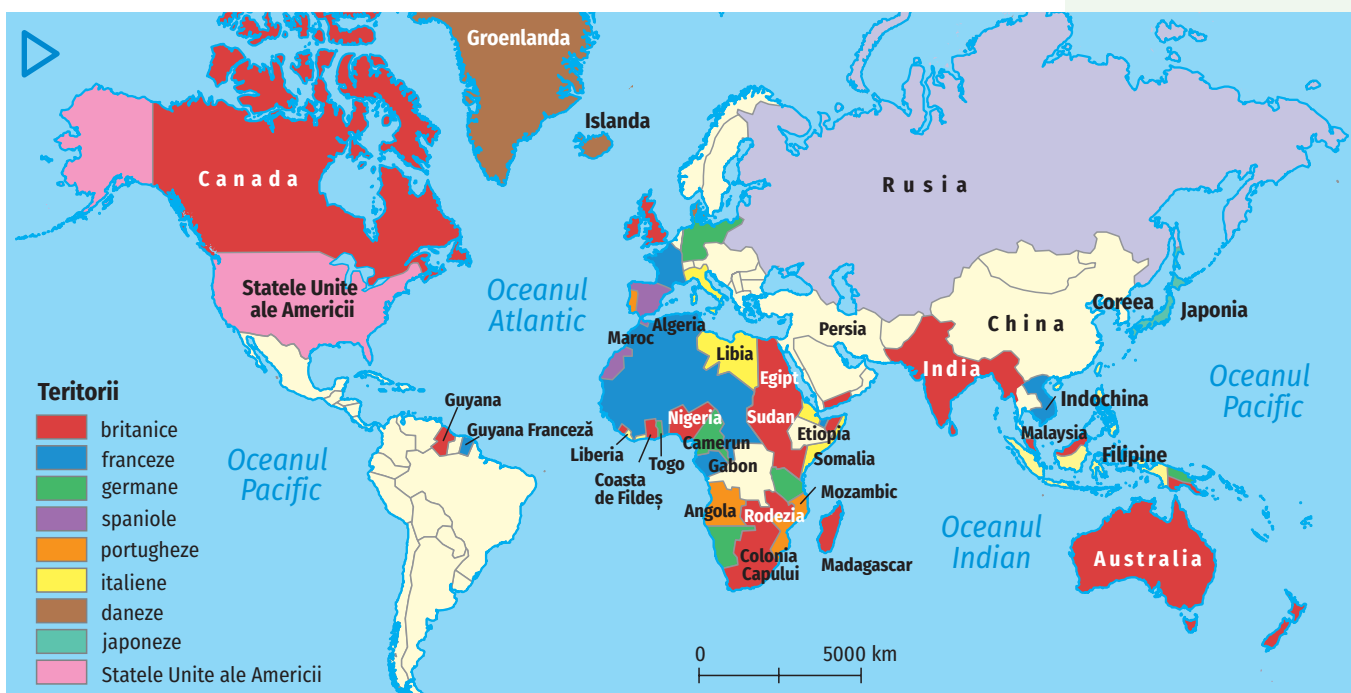 Groenlanda
Islanda
Canada
Rusia
Statele Unite
ale Americii
Oceanul
Atlantic
Coreea
Japonia
China
Persia
Algeria
Maroc
Libia
Egipt
India
Oceanul
Pacific
Indochina
Nigeria
Sudan
Malaysia
Filipine
Etiopia
Camerun
Somalia
Liberia
Coasta
de Fildeș
Togo
Gabon
Mozambic
Angola
Rodezia
Colonia
Capului
Madagascar
Oceanul
Indian
Australia
Guyana
Guyana Franceză
Oceanul
Pacific
Teritorii
britanice
franceze
germane
spaniole
portugheze
italiene
daneze
japoneze
Statele Unite ale Americii
0 5000 km